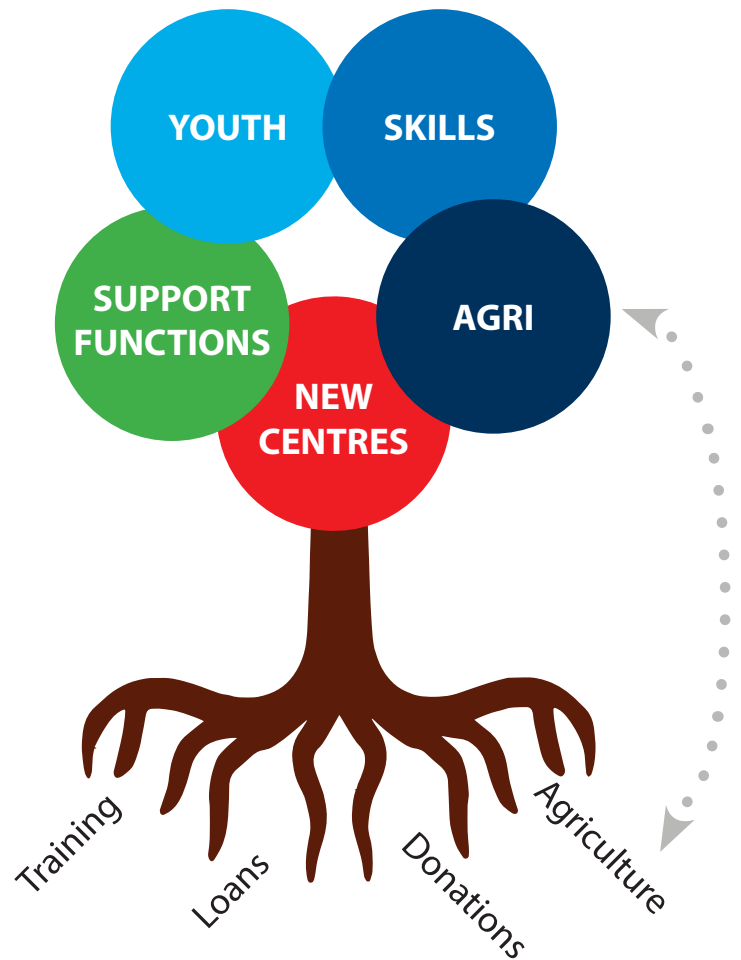 YOUTH
SKILLS
SUPPORT
FUNCTIONS
AGRI
NEW
CENTRES
Training
Loans
Donations
Agriculture